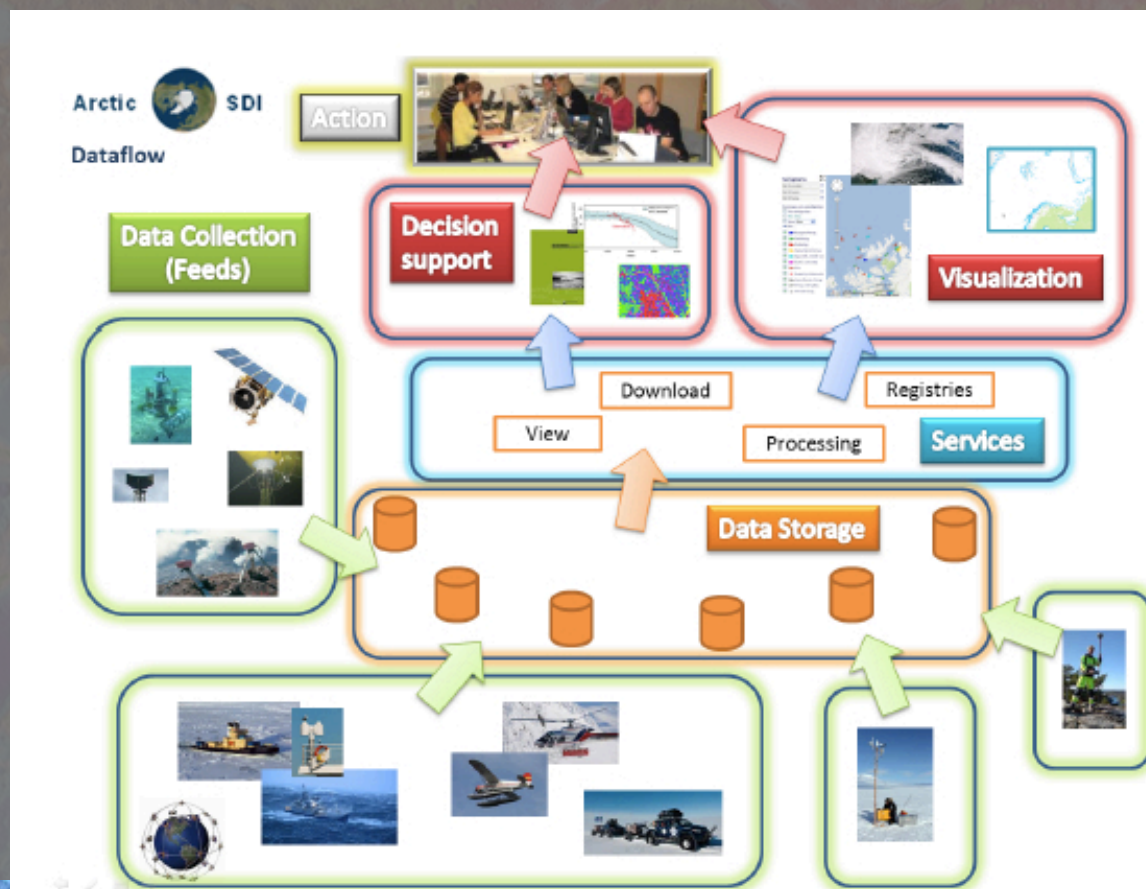 Arctic SDI
Dataflow
Action
Data Collection
(Feeds)
Decision
support
Visualization
Download
Registries
View
Processing
Services
Data Storage